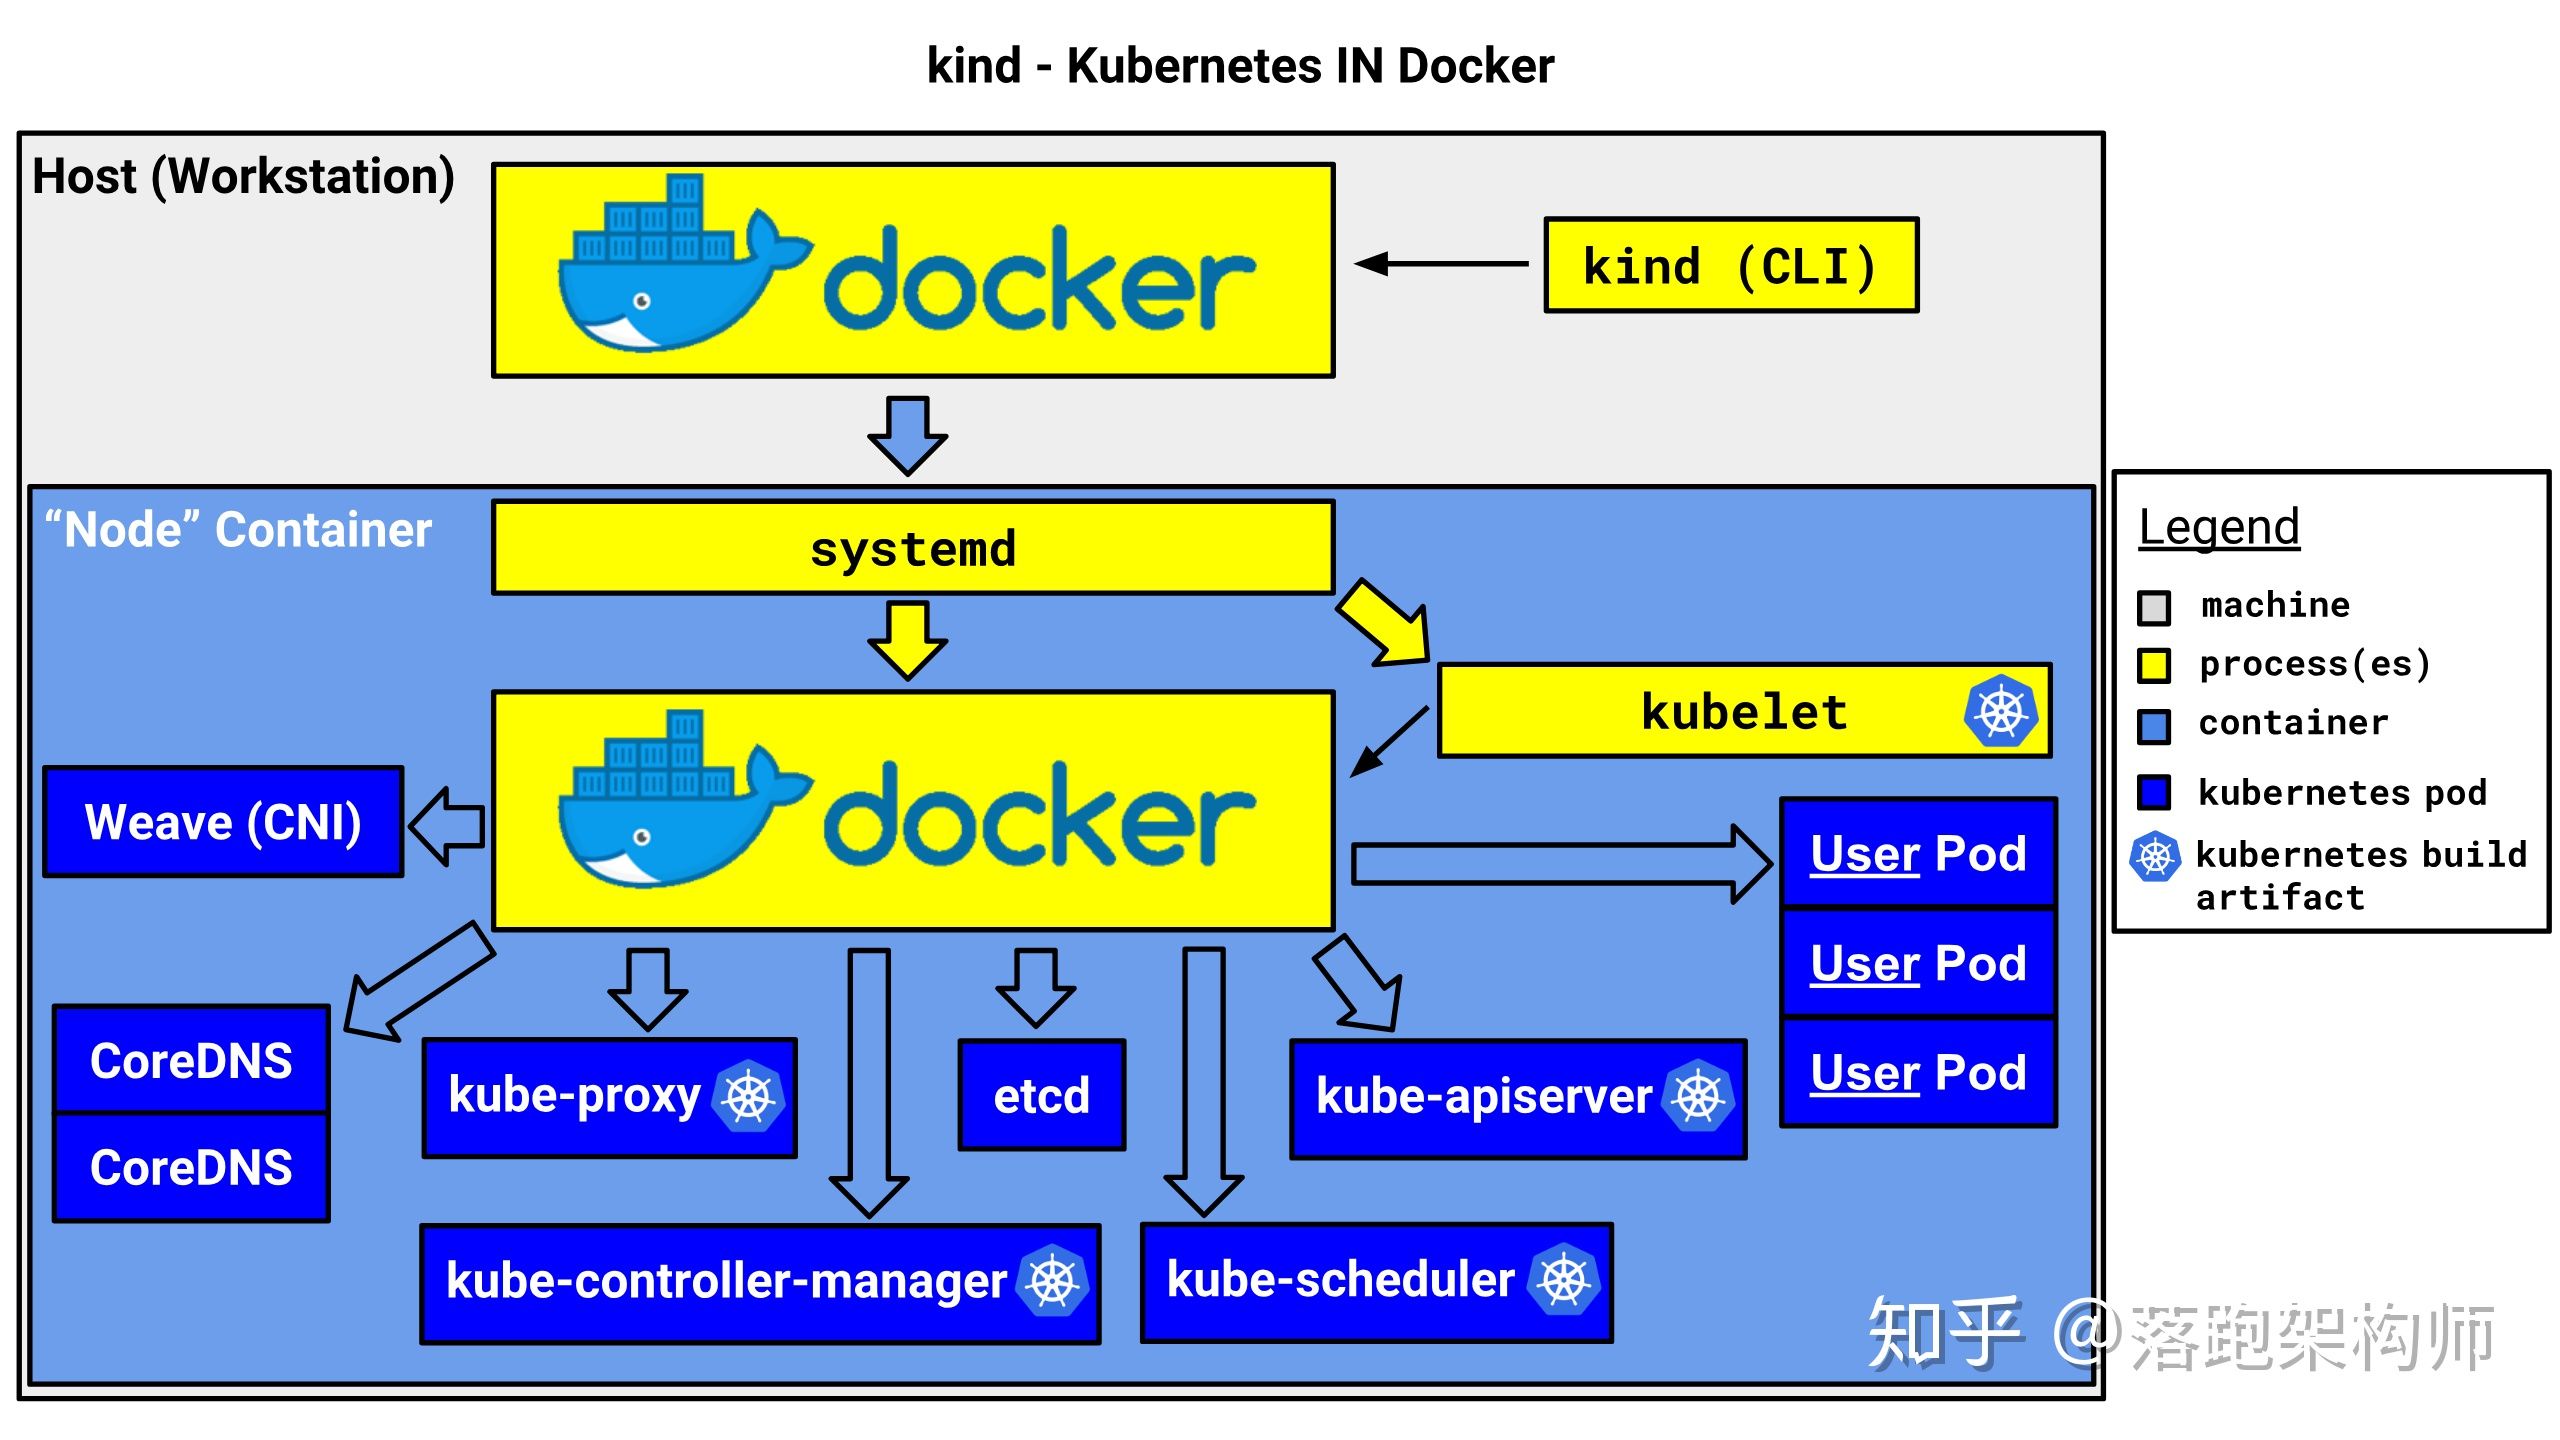 kind - Kubernetes IN Docker
Host (Workstation)
docker
kind (CLI)
“Node” Container
systemd
kubelet
docker
Weave (CNI)
User Pod
User Pod
User Pod
CoreDNS
CoreDNS
kube-proxy
etcd
kube-apiserver
kube-controller-manager
kube-scheduler
Legend
machine
process(es)
container
kubernetes pod
kubernetes build
artifact
知乎 @落跑架构师